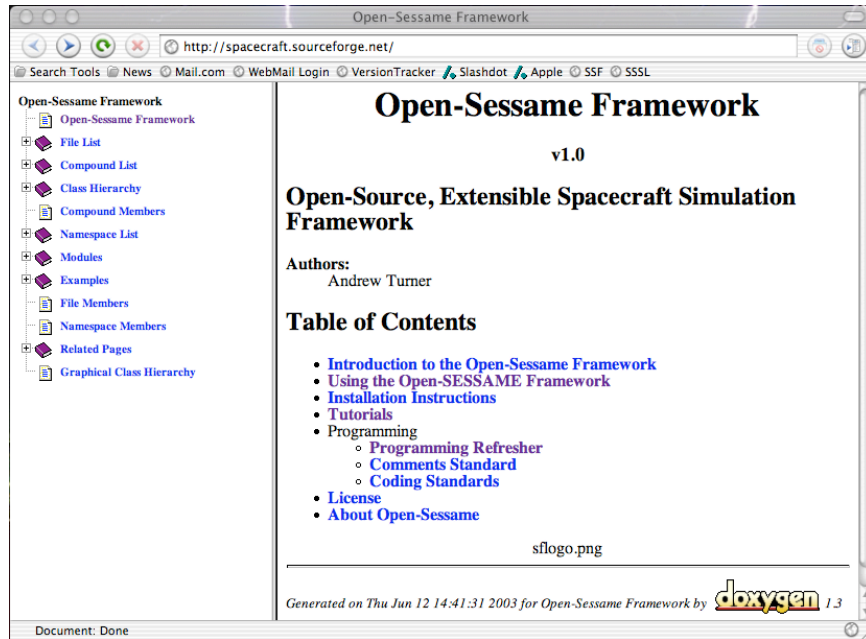 Open-Sessame Framework
http://spacecraft.sourceforge.net/
Search Tools News Mail.com WebMail Login VersionTracker Slashdot Apple SSF SSSL
Open-Sessame Framework
Open-Sessame Framework
File List
Compound List
Class Hierarchy
Compound Members
Namespace List
Modules
Examples
File Members
Namespace Members
Related Pages
Graphical Class Hierarchy
Open-Sessame Framework
v1.0
Open-Source, Extensible Spacecraft Simulation
Framework
Authors:
Andrew Turner
Table of Contents
Introduction to the Open-Sessame Framework
Using the Open-SESSAME Framework
Installation Instructions
Tutorials
Programming
Programming Refresher
Comments Standard
Coding Standards
License
About Open-Sessame
sflogo.png
Generated on Thu Jun 12 14:41:31 2003 for Open-Sessame Framework by doxygen 1.3
Document: Done